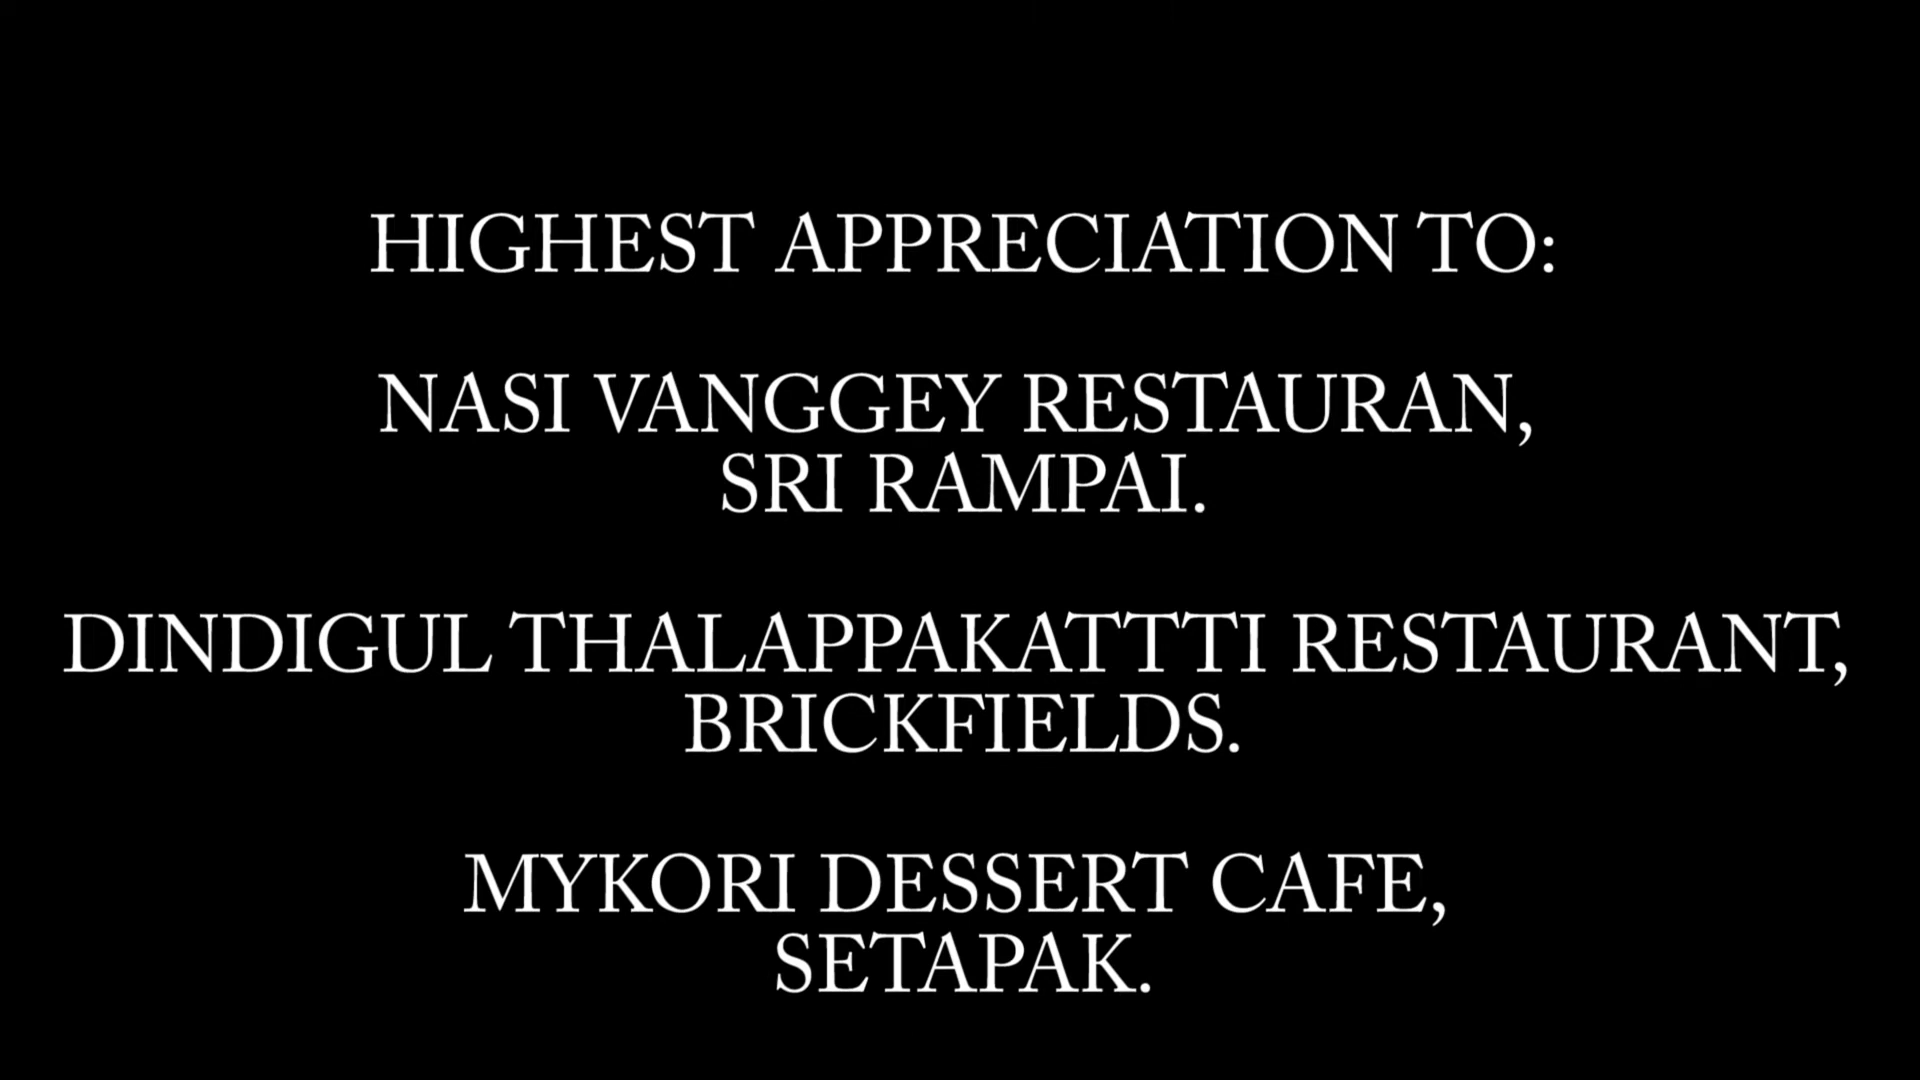 HIGHEST APPRECIATION TO:
NASI VANGGEY RESTAURAN,
SRI RAMPAI.
DINDIGUL THALAPPAKATTTI RESTAURANT,
BRICKFIELDS.
MYKORI DESSERT CAFE,
SETAPAK.